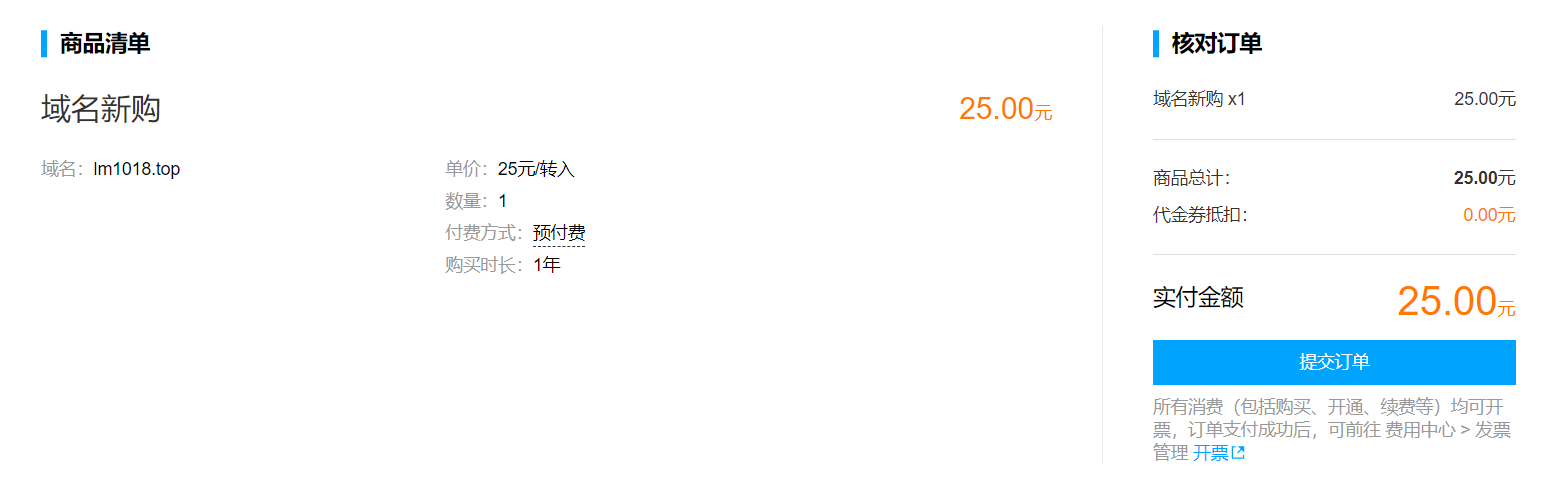 商品清单
域名新购
25.00元
域名：lm1018.top
单价：25元/转入
数量：1
付费方式：预付费
购买时长：1年
核对订单
域名新购 x1
25.00元
商品总计：
25.00元
代金券抵扣：
0.00元
实付金额
25.00元
提交订单
所有消费（包括购买、开通、续费等）均可开
票，订单支付成功后，可前往 费用中心 > 发票
管理 开票